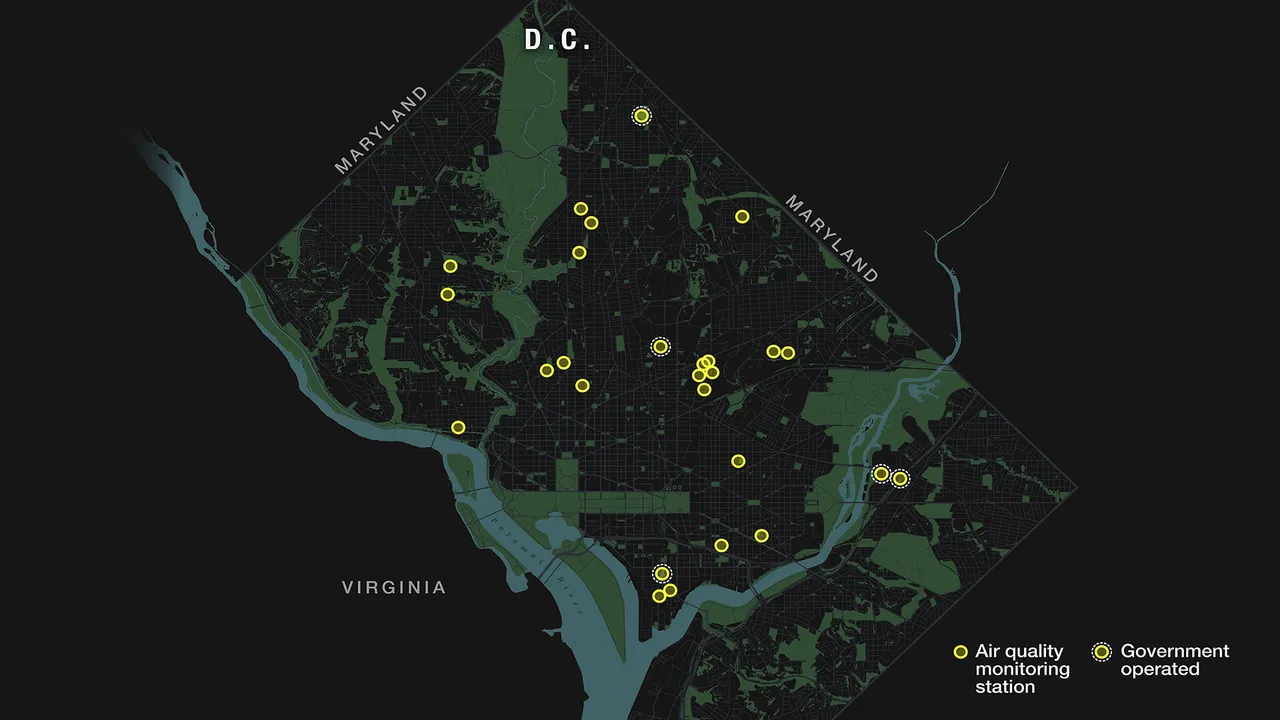 D.C.
MARYLAND
MARYLAND
Potomac River
VIRGINIA
Air quality
monitoring
station
Government
operated